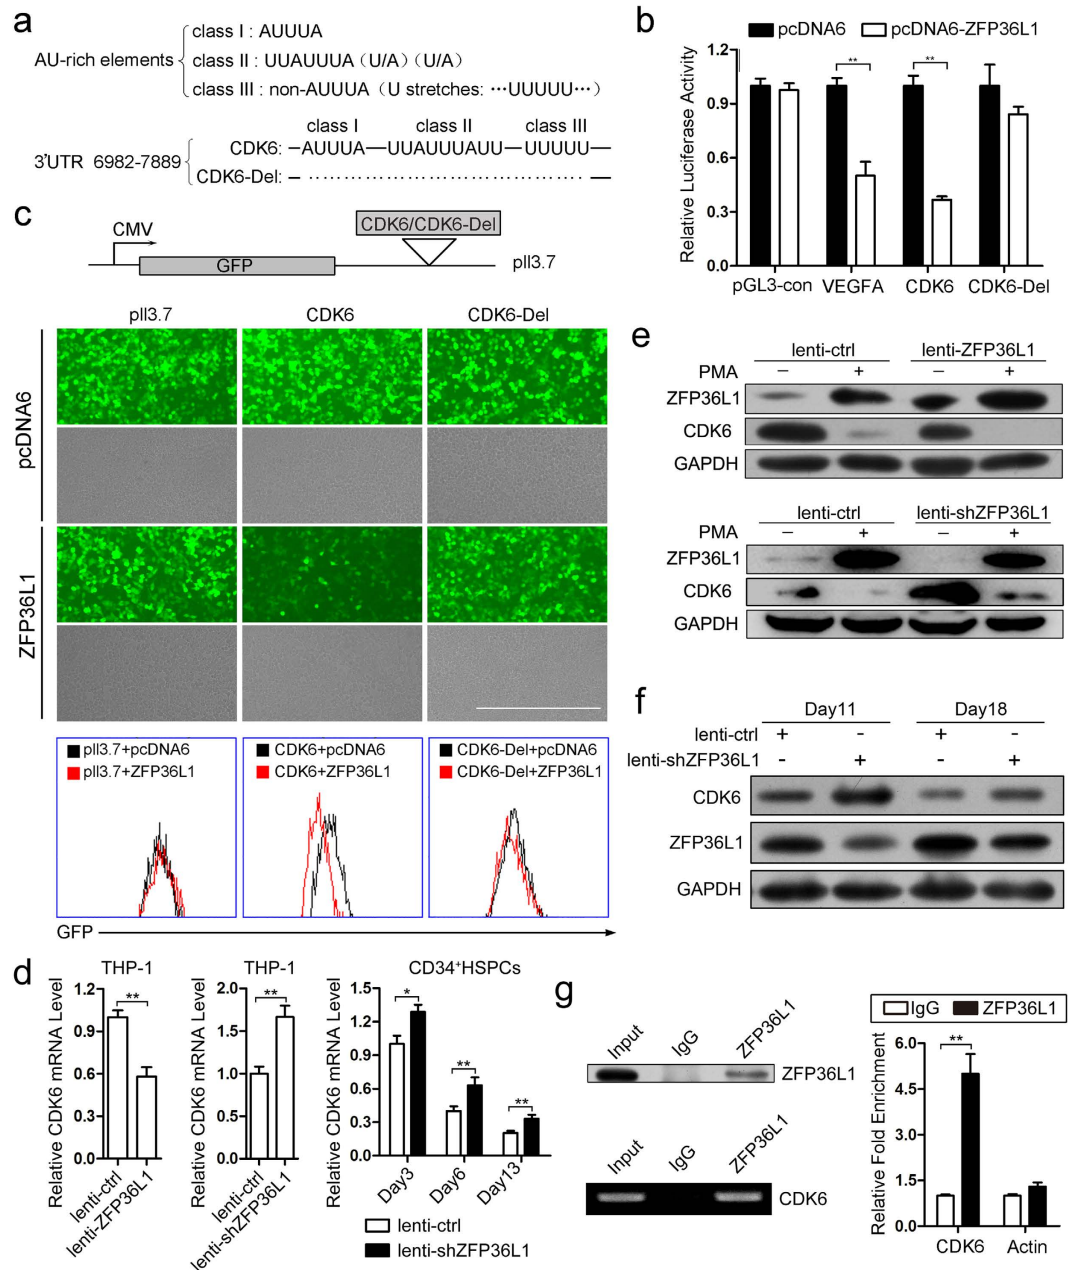 a
AU-rich elements
class I : AUUUA
class II : UUAUUUA (U/A) (U/A)
class III : non-AUUUA (U stretches: ···UUUUU···)
class I class II class III
3'UTR 6982-7889
CDK6: AUUUA UUAUUUAUU UUUUU
CDK6-Del:
b
pcDNA6 pcDNA6-ZFP36L1
Relative Luciferase Activity
1.2
0.9
0.6
0.3
0.0
** **
pGL3-con VEGFA CDK6 CDK6-Del
c
CMV
GFP
CDK6/CDK6-Del
pll3.7
pll3.7 CDK6 CDK6-Del
pcDNA6
ZFP36L1
pll3.7+pcDNA6
pll3.7+ZFP36L1
CDK6+pcDNA6
CDK6+ZFP36L1
CDK6-Del+pcDNA6
CDK6-Del+ZFP36L1
GFP
d
THP-1
Relative CDK6 mRNA Level
1.2
0.9
0.6
0.3
0.0
**
lenti-ctrl
lenti-ZFP36L1
THP-1
Relative CDK6 mRNA Level
2.0
1.5
1.0
0.5
0.0
**
lenti-ctrl
lenti-shZFP36L1
CD34+HSPCs
Relative CDK6 mRNA Level
1.5
1.2
0.9
0.6
0.3
0.0
*
**
**
Day3 Day6 Day13
lenti-ctrl
lenti-shZFP36L1
e
lenti-ctrl lenti-ZFP36L1
PMA − + − +
ZFP36L1
CDK6
GAPDH
lenti-ctrl lenti-shZFP36L1
PMA − + − +
ZFP36L1
CDK6
GAPDH
f
Day11 Day18
lenti-ctrl + - + -
lenti-shZFP36L1 - + - +
CDK6
ZFP36L1
GAPDH
g
Input IgG ZFP36L1
ZFP36L1
Input IgG ZFP36L1
CDK6
IgG ZFP36L1
Relative Fold Enrichment
6.0
4.5
3.0
1.5
0.0
**
CDK6 Actin